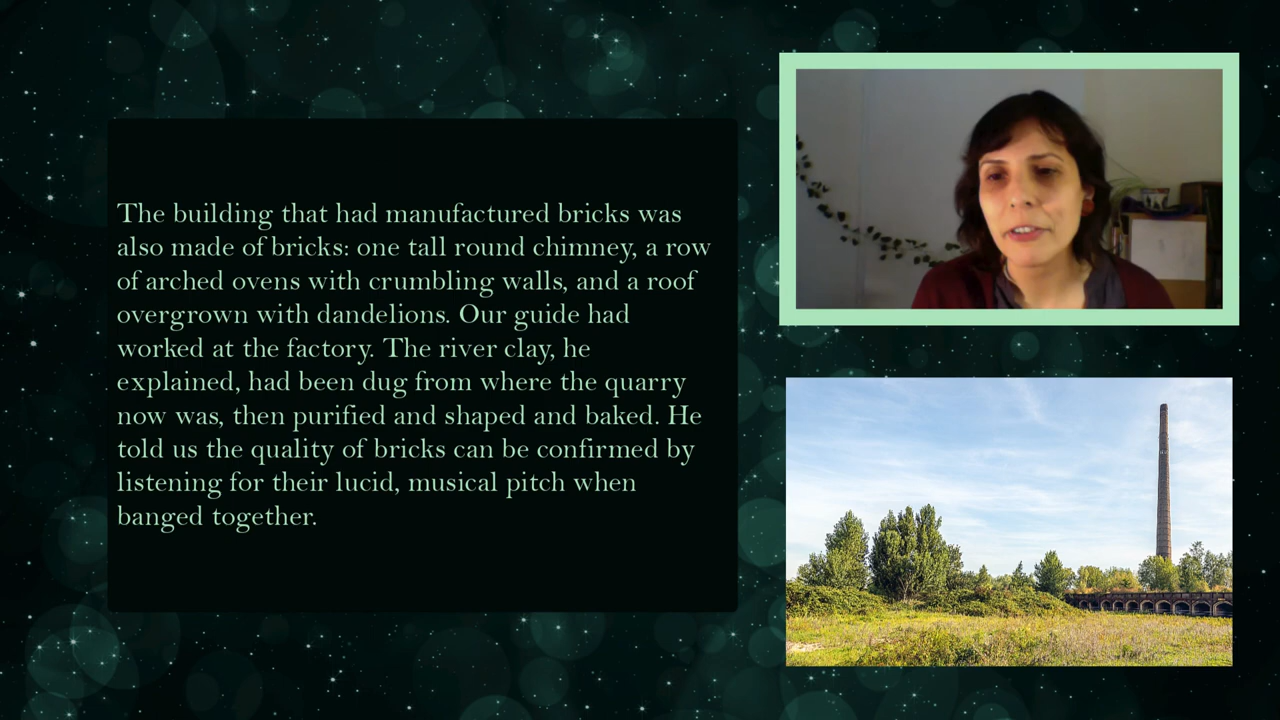 The building that had manufactured bricks was
also made of bricks: one tall round chimney, a row
of arched ovens with crumbling walls, and a roof
overgrown with dandelions. Our guide had
worked at the factory. The river clay, he
explained, had been dug from where the quarry
now was, then purified and shaped and baked. He
told us the quality of bricks can be confirmed by
listening for their lucid, musical pitch when
banged together.